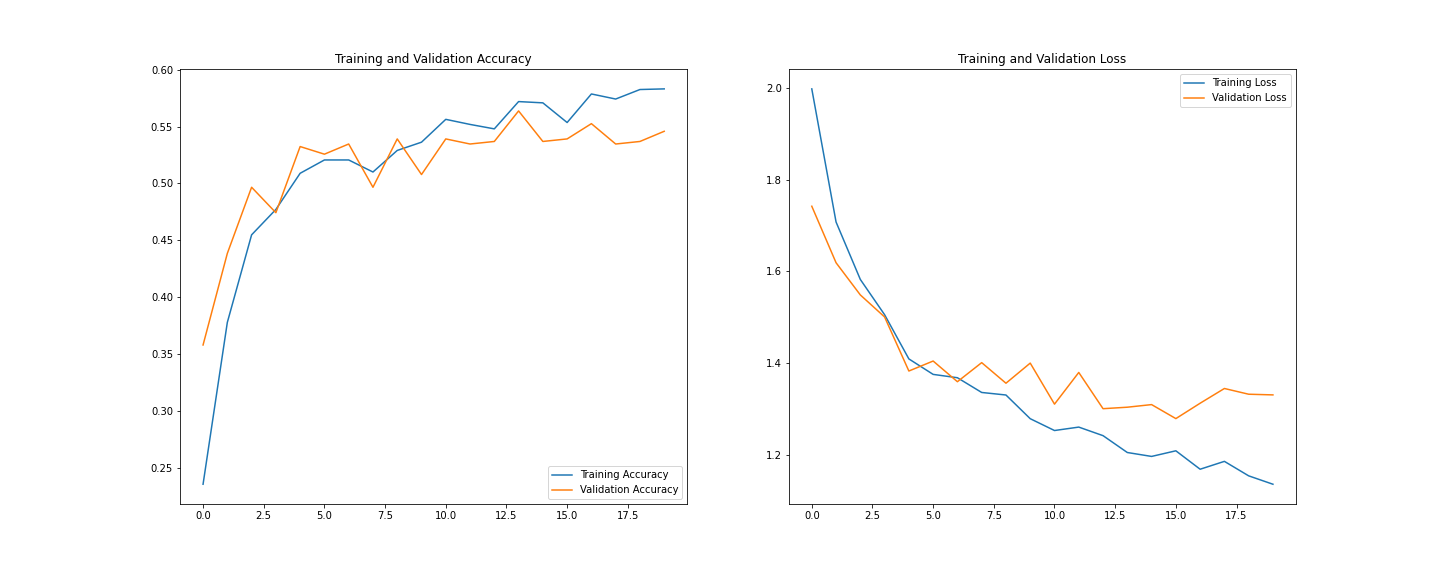 Training and Validation Accuracy
0.60
0.55
0.50
0.45
0.40
0.35
0.30
0.25
0.0 2.5 5.0 7.5 10.0 12.5 15.0 17.5
Training Accuracy
Validation Accuracy
Training and Validation Loss
2.0
1.8
1.6
1.4
1.2
0.0 2.5 5.0 7.5 10.0 12.5 15.0 17.5
Training Loss
Validation Loss